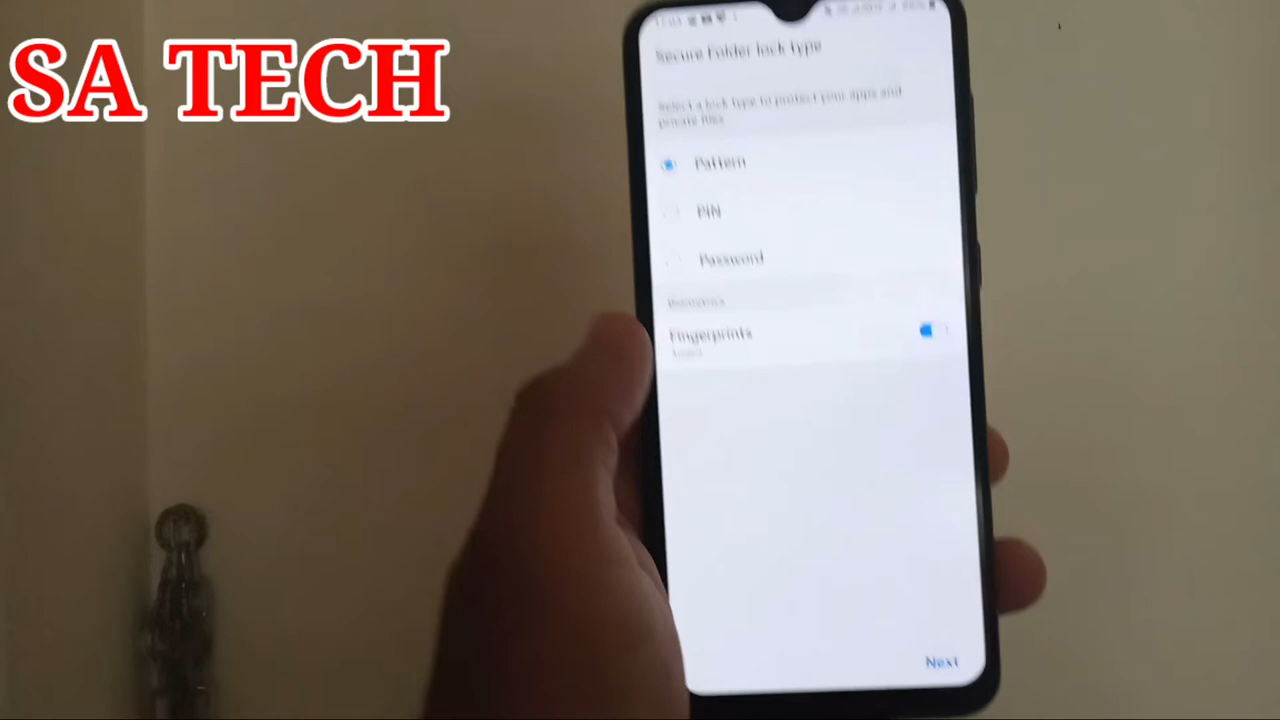 SA TECH
Secure Folder lock type
Select a lock type to protect your apps and
private files.
Pattern
PIN
Password
Biometrics
Fingerprints
Next